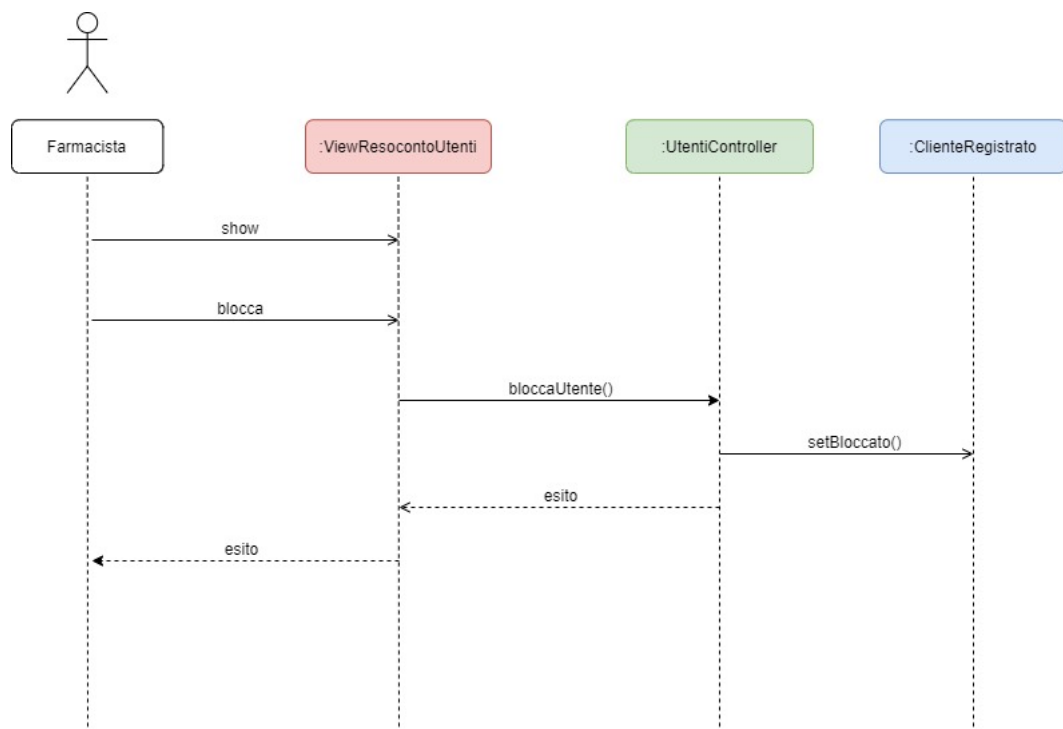 Farmacista
:ViewResocontoUtenti
:UtentiController
:ClienteRegistrato
show
blocca
bloccaUtente()
setBloccato()
esito
esito